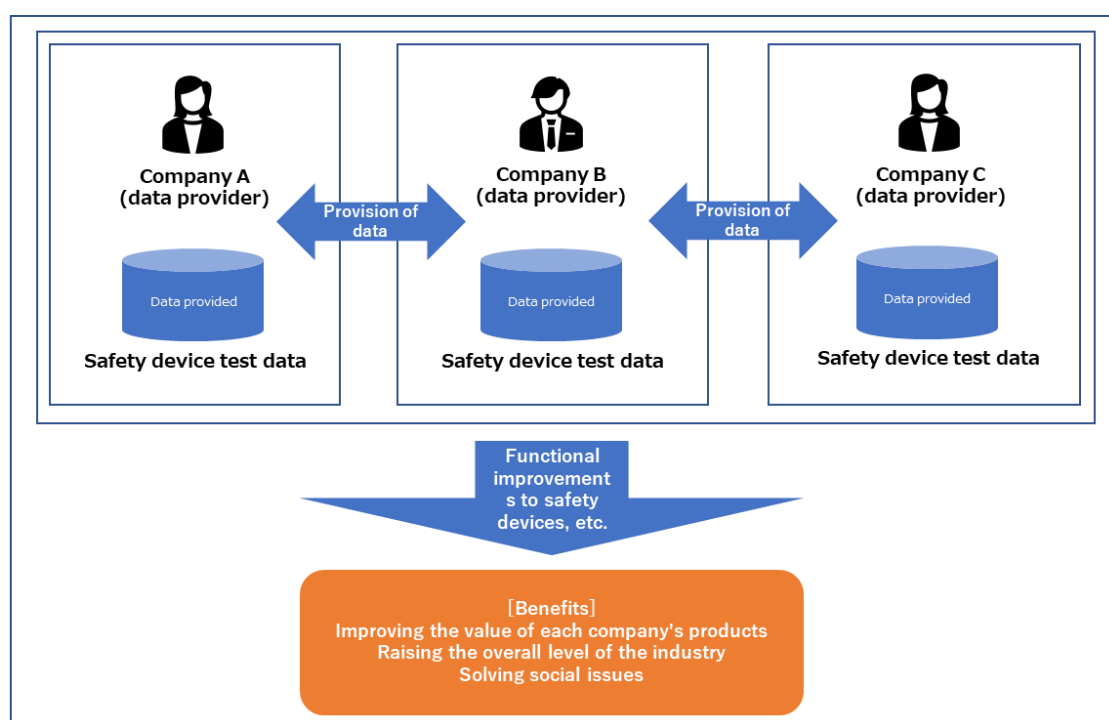 Company A
(data provider)
Company B
(data provider)
Company C
(data provider)
Provision of
data
Provision of
data
Data provided
Data provided
Data provided
Safety device test data
Safety device test data
Safety device test data
Functional
improvement
s to safety
devices, etc.
[Benefits]
Improving the value of each company's products
Raising the overall level of the industry
Solving social issues